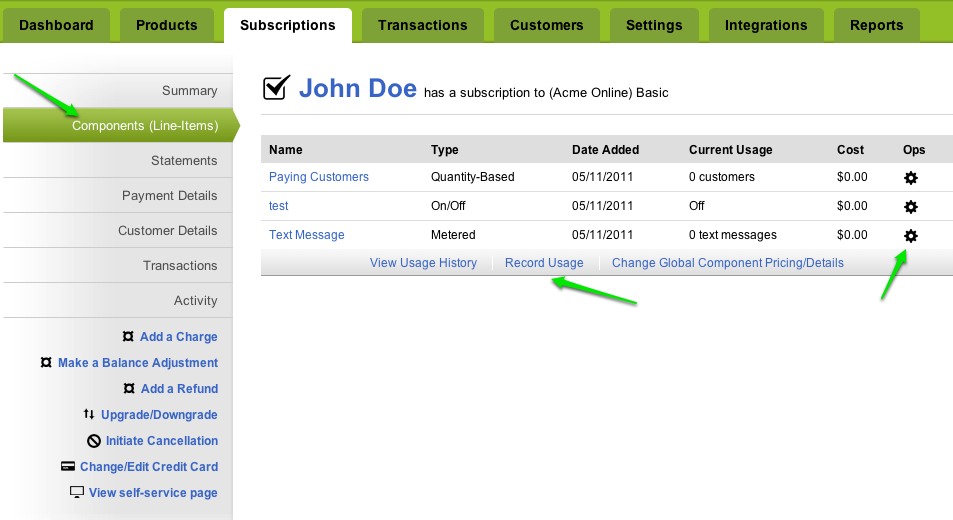 Dashboard Products Subscriptions Transactions Customers Settings Integrations Reports
Summary
Components (Line-Items)
Statements
Payment Details
Customer Details
Transactions
Activity
Add a Charge
Make a Balance Adjustment
Add a Refund
Upgrade/Downgrade
Initiate Cancellation
Change/Edit Credit Card
View self-service page
John Doe has a subscription to (Acme Online) Basic
Name Type Date Added Current Usage Cost Ops
Paying Customers Quantity-Based 05/11/2011 0 customers $0.00
test On/Off 05/11/2011 Off $0.00
Text Message Metered 05/11/2011 0 text messages $0.00
View Usage History Record Usage Change Global Component Pricing/Details